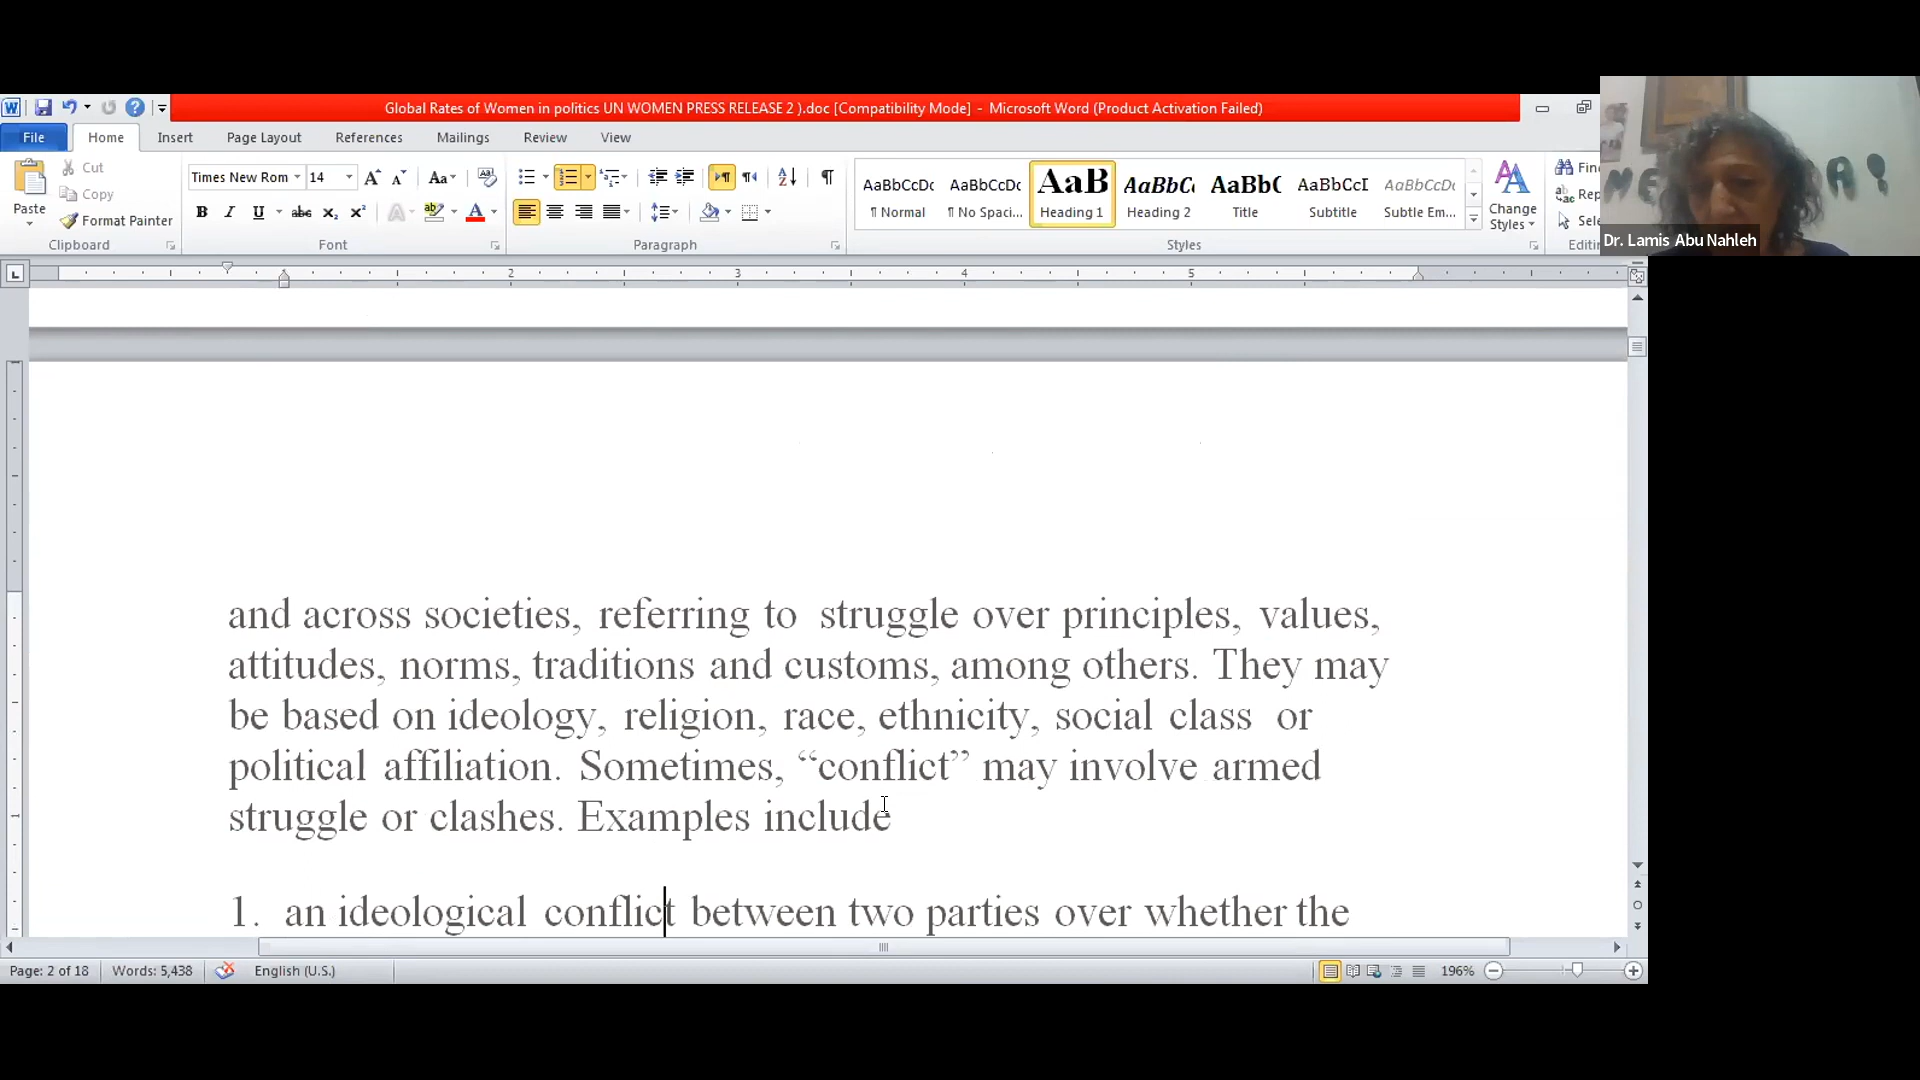 Global Rates of Women in politics UN WOMEN PRESS RELEASE 2 ).doc [Compatibility Mode] - Microsoft Word (Product Activation Failed)
File Home Insert Page Layout References Mailings Review View
Paste
Cut
Copy
Format Painter
Clipboard
Times New Rom 14
Font
Paragraph
AaBbCcDc AaBbCcDc AaB AaBbCc AaBbC AaBbCcI AaBbCcDc
¶ Normal ¶ No Spaci... Heading 1 Heading 2 Title Subtitle Subtle Em...
Styles
Change
Styles
Dr. Lamis Abu Nahleh
2 3 4 5
and across societies, referring to struggle over principles, values,
attitudes, norms, traditions and customs, among others. They may
be based on ideology, religion, race, ethnicity, social class or
political affiliation. Sometimes, “conflict” may involve armed
struggle or clashes. Examples include
1. an ideological conflict between two parties over whether the
Page: 2 of 18 Words: 5,438 English (U.S.) 196%